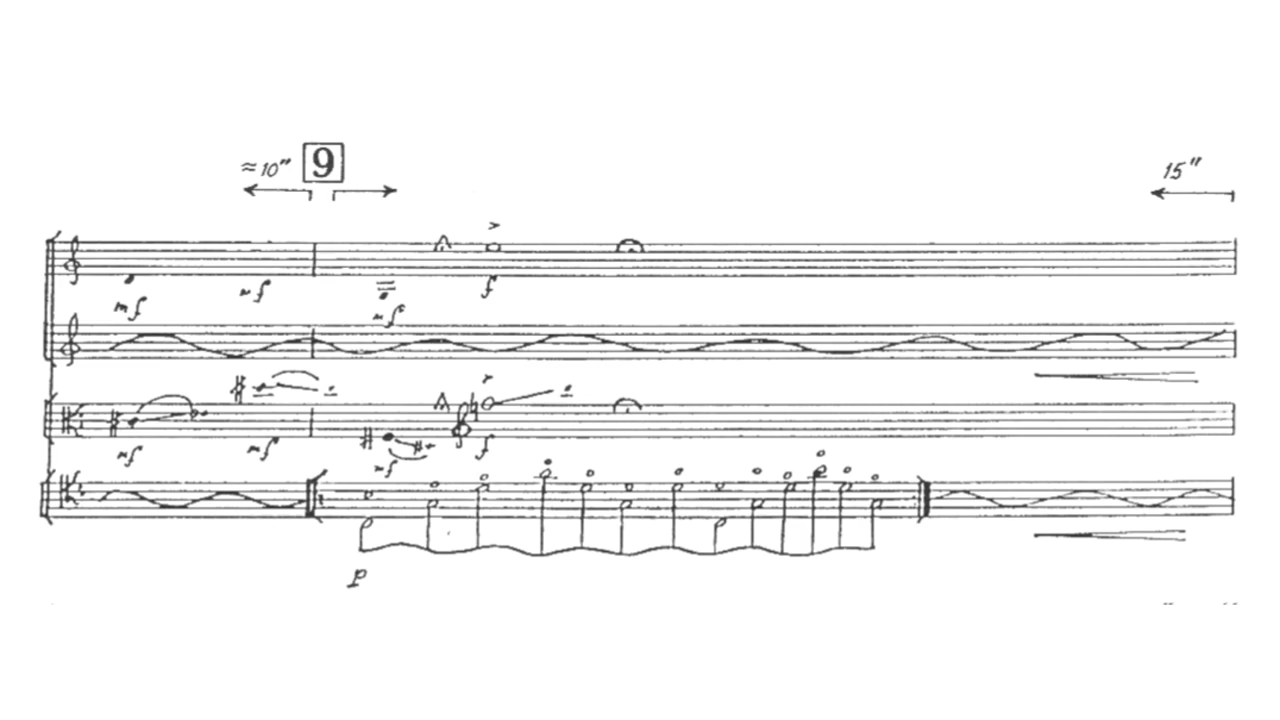 ≈10" 9 15"
mf mf mf f
mf mf mf f
p